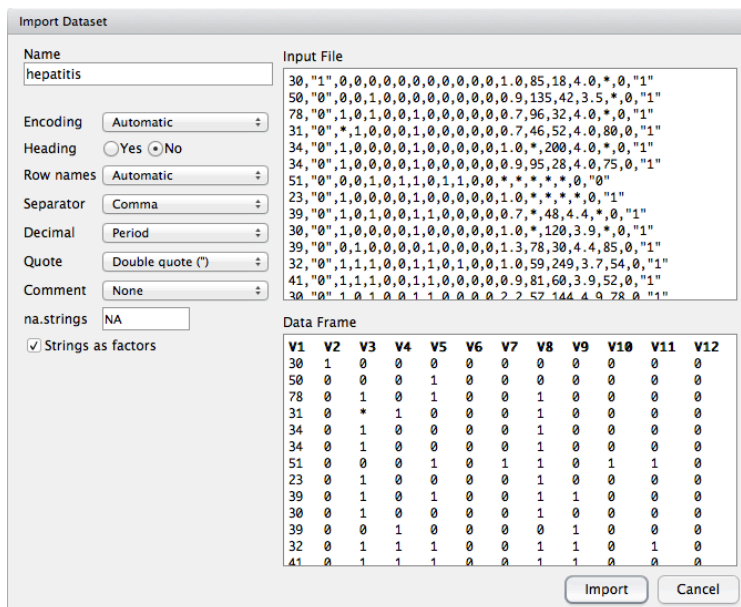 Import Dataset
Name
hepatitis
Encoding Automatic
Heading Yes No
Row names Automatic
Separator Comma
Decimal Period
Quote Double quote (")
Comment None
na.strings NA
Strings as factors
Input File
30,"1",0,0,0,0,0,0,0,0,0,0,0,1.0,85,18,4.0,*,0,"1"
50,"0",0,0,1,0,0,0,0,0,0,0,0,0.9,135,42,3.5,*,0,"1"
78,"0",1,0,1,0,0,1,0,0,0,0,0,0.7,96,32,4.0,*,0,"1"
31,"0",*,1,0,0,0,1,0,0,0,0,0,0.7,46,52,4.0,80,0,"1"
34,"0",1,0,0,0,0,1,0,0,0,0,0,1.0,*,200,4.0,*,0,"1"
34,"0",1,0,0,0,0,1,0,0,0,0,0,0.9,95,28,4.0,75,0,"1"
51,"0",0,0,1,0,1,1,0,1,1,0,0,*,*,*,*,*,0,"0"
23,"0",1,0,0,0,0,1,0,0,0,0,0,1.0,*,*,*,*,0,"1"
39,"0",1,0,1,0,0,1,1,0,0,0,0,0.7,*,48,4.4,*,0,"1"
30,"0",1,0,0,0,0,1,0,0,0,0,0,1.0,*,120,3.9,*,0,"1"
39,"0",0,1,0,0,0,0,1,0,0,0,0,1.3,78,30,4.4,85,0,"1"
32,"0",1,1,1,0,0,1,1,0,1,0,0,1.0,59,249,3.7,54,0,"1"
41,"0",1,1,1,0,0,1,1,0,0,0,0,0.9,81,60,3.9,52,0,"1"
30,"0",1,0,1,0,0,1,1,0,0,0,0,2.2,57,144,4.9,78,0,"1"
Data Frame
V1 V2 V3 V4 V5 V6 V7 V8 V9 V10 V11 V12
30 1 0 0 0 0 0 0 0 0 0 0
50 0 0 0 1 0 0 0 0 0 0 0
78 0 1 0 1 0 0 1 0 0 0 0
31 0 * 1 0 0 0 1 0 0 0 0
34 0 1 0 0 0 0 1 0 0 0 0
34 0 1 0 0 0 0 1 0 0 0 0
51 0 0 0 1 0 1 1 0 1 1 0
23 0 1 0 0 0 0 1 0 0 0 0
39 0 1 0 1 0 0 1 1 0 0 0
30 0 1 0 0 0 0 1 0 0 0 0
39 0 0 1 0 0 0 0 1 0 0 0
32 0 1 1 1 0 0 1 1 0 1 0
41 0 1 1 1 0 0 1 1 0 0 0
Import Cancel